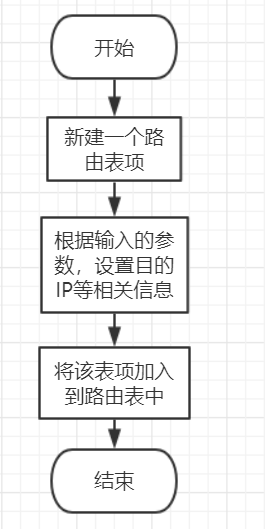 开始
新建一个路
由表项
根据输入的参
数，设置目的
IP等相关信息
将该表项加入
到路由表中
结束